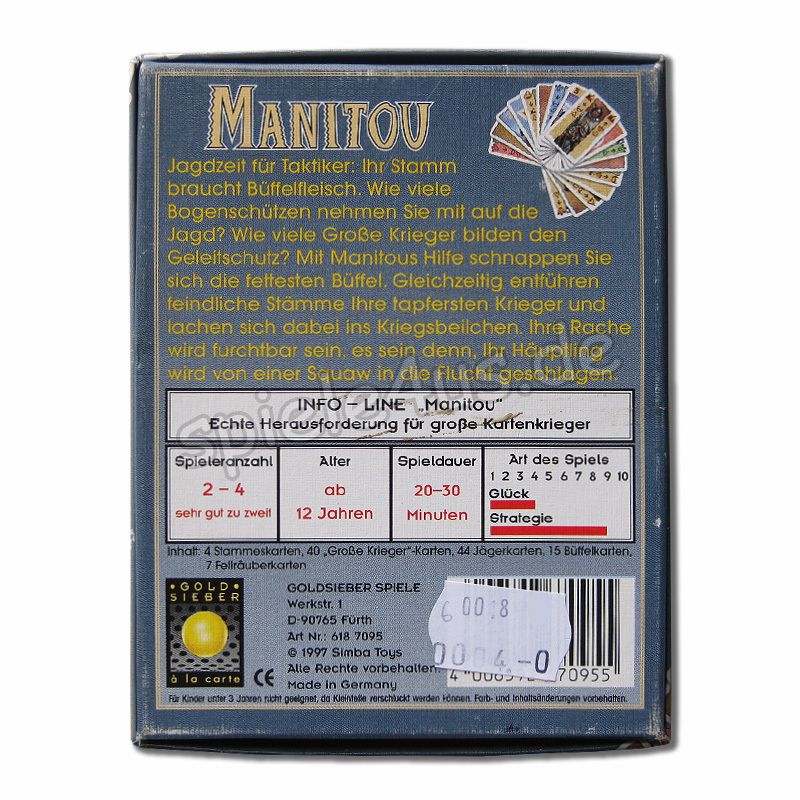 MANITOU
Jagdzeit für Taktiker: Ihr Stamm
braucht Büffelfleisch. Wie viele
Bogenschützen nehmen Sie mit auf die
Jagd? Wie viele Große Krieger bilden den
Geleitschutz? Mit Manitous Hilfe schnappen Sie
sich die fettesten Büffel. Gleichzeitig entführen
feindliche Stämme Ihre tapfersten Krieger und
lachen sich dabei ins Kriegsbeilchen. Ihre Rache
wird furchtbar sein, es sein denn, Ihr Häuptling
wird von einer Squaw in die Flucht geschlagen.
spiele4us.de
INFO – LINE „Manitou“
Echte Herausforderung für große Kartenkrieger
Spieleranzahl
2 – 4
sehr gut zu zweit
Alter
ab
12 Jahren
Spieldauer
20–30
Minuten
Art des Spiels
1 2 3 4 5 6 7 8 9 10
Glück
Strategie
Inhalt: 4 Stammeskarten, 40 „Große Krieger“-Karten, 44 Jägerkarten, 15 Büffelkarten,
7 Fellräuberkarten
GOLD
SIEBER
à la carte
CE
GOLDSIEBER SPIELE
Werkstr. 1
D-90765 Fürth
Art Nr.: 618 7095
© 1997 Simba Toys
Alle Rechte vorbehalten
Made in Germany
6 00.8
0004-0
70955
Für Kinder unter 3 Jahren nicht geeignet, da Kleinteile verschluckt werden können. Farb- und Inhaltsänderungen vorbehalten.